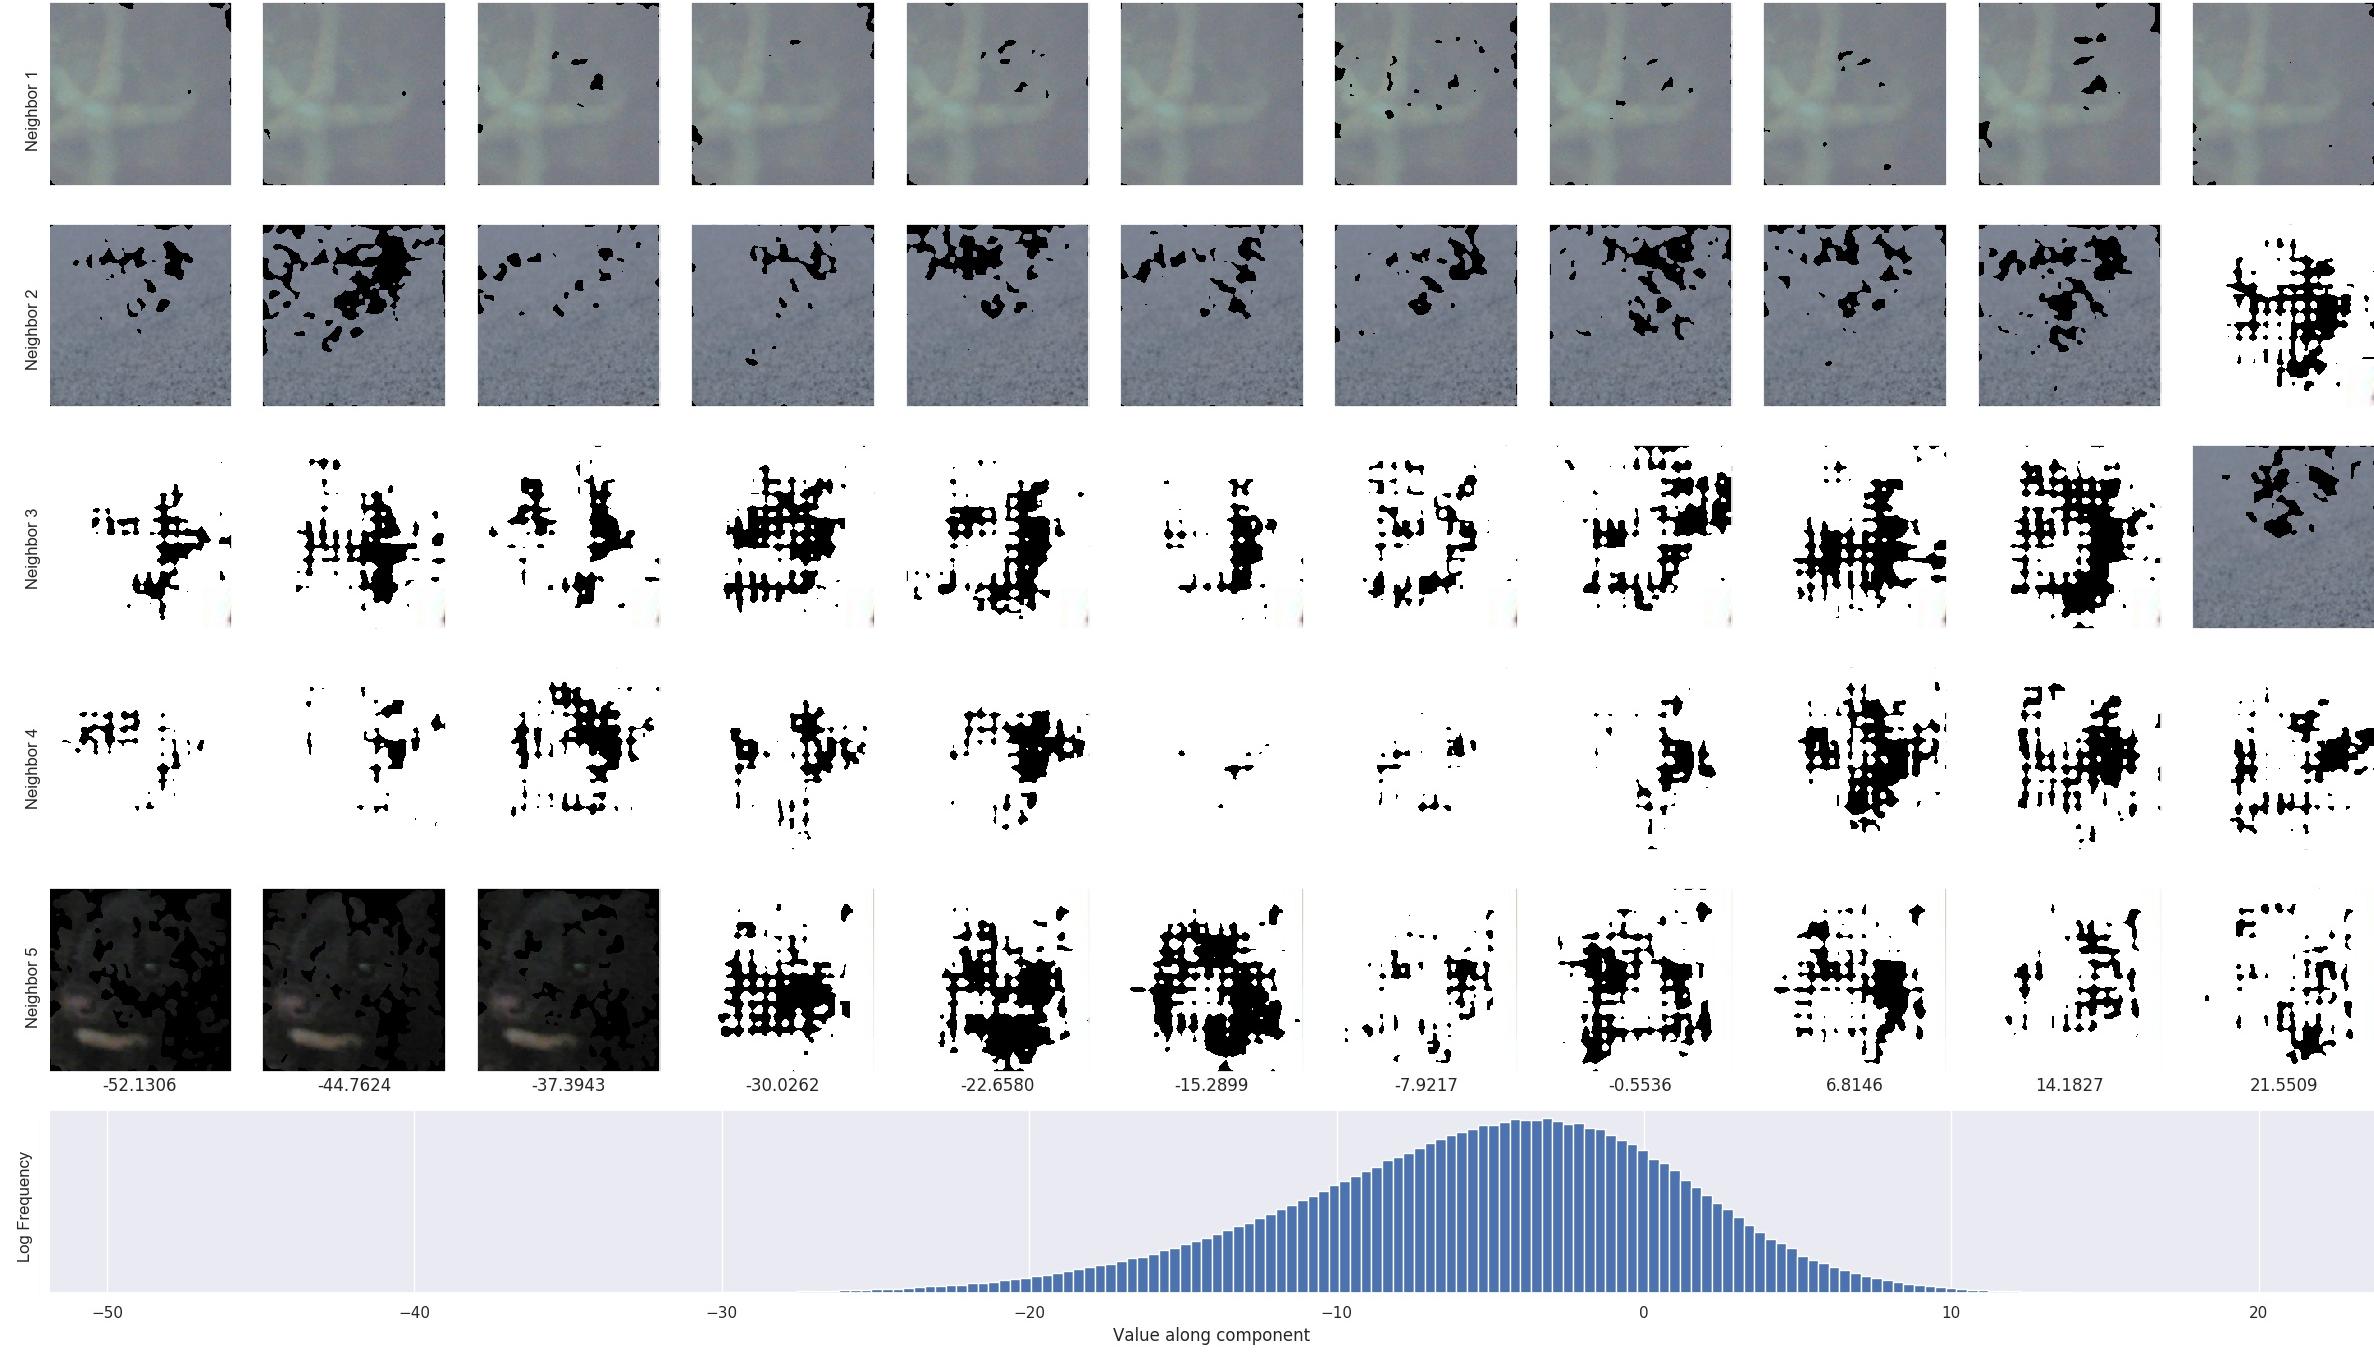 Neighbor 1
Neighbor 2
Neighbor 3
Neighbor 4
Neighbor 5
-52.1306 -44.7624 -37.3943 -30.0262 -22.6580 -15.2899 -7.9217 -0.5536 6.8146 14.1827 21.5509
Log Frequency
−50 −40 −30 −20 −10 0 10 20
Value along component